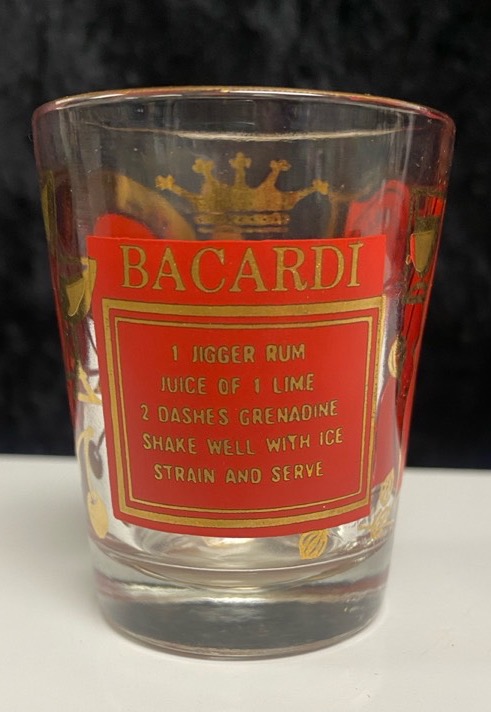 BACARDI
1 JIGGER RUM
JUICE OF 1 LIME
2 DASHES GRENADINE
SHAKE WELL WITH ICE
STRAIN AND SERVE